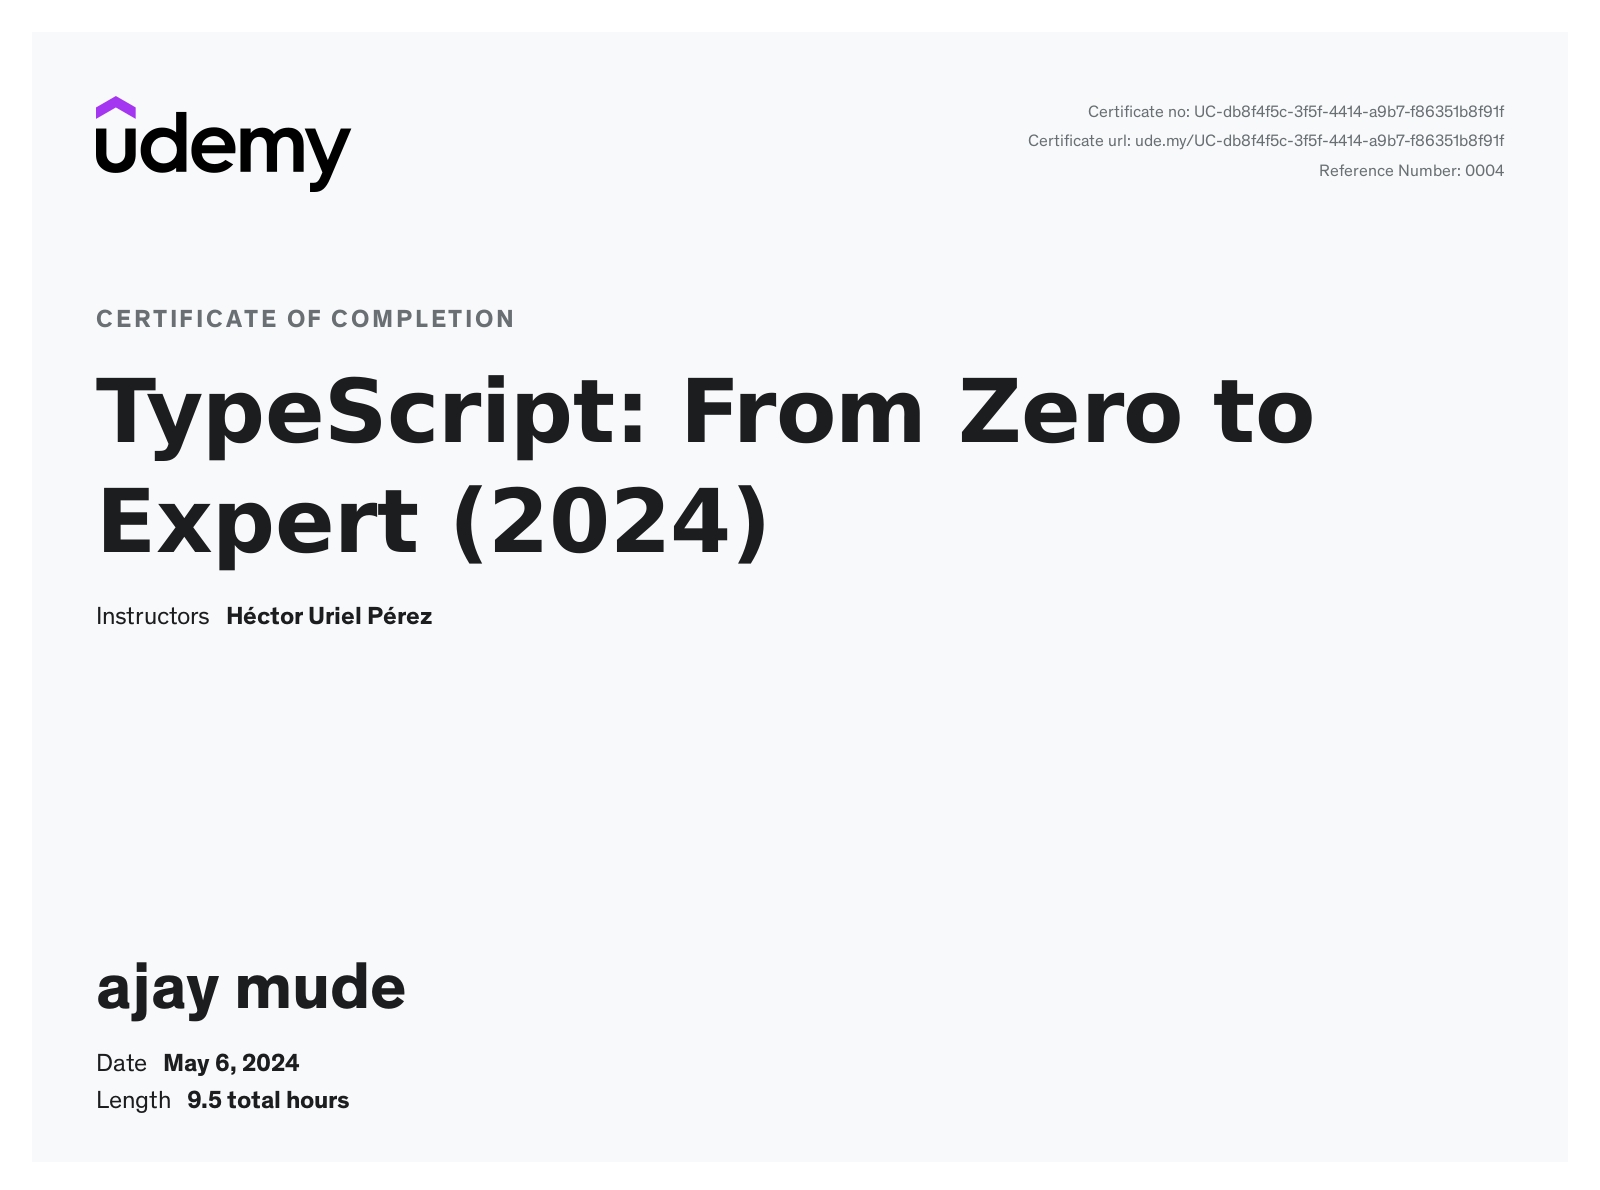 udemy
Certificate no: UC-db8f4f5c-3f5f-4414-a9b7-f86351b8f91f
Certificate url: ude.my/UC-db8f4f5c-3f5f-4414-a9b7-f86351b8f91f
Reference Number: 0004
CERTIFICATE OF COMPLETION
TypeScript: From Zero to
Expert (2024)
Instructors Héctor Uriel Pérez
ajay mude
Date May 6, 2024
Length 9.5 total hours